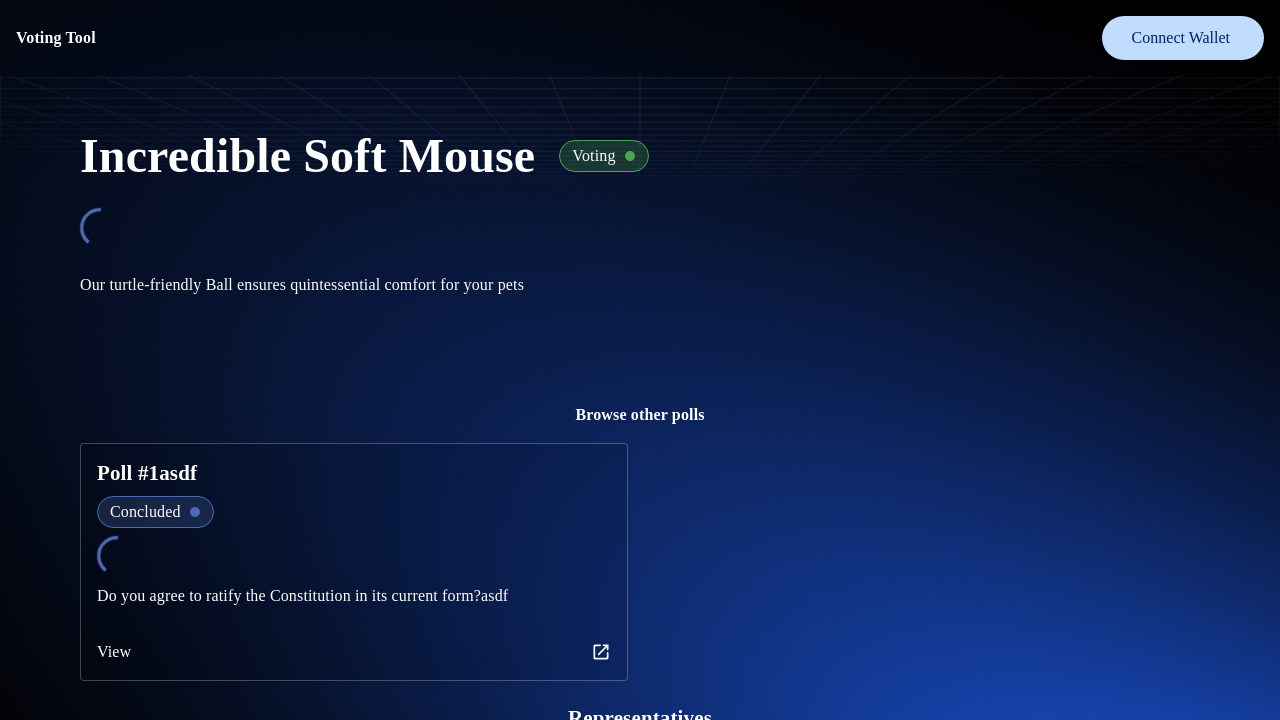 Voting Tool
Connect Wallet
Incredible Soft Mouse
Voting
Our turtle-friendly Ball ensures quintessential comfort for your pets
Browse other polls
Poll #1asdf
Concluded
Do you agree to ratify the Constitution in its current form?asdf
View
Representatives